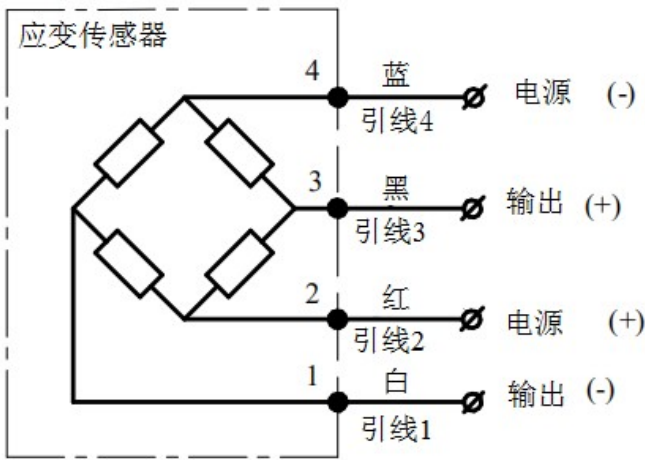 应变传感器
4 蓝 电源 (-)
引线4
3 黑 输出 (+)
引线3
2 红 电源 (+)
引线2
1 白 输出 (-)
引线1